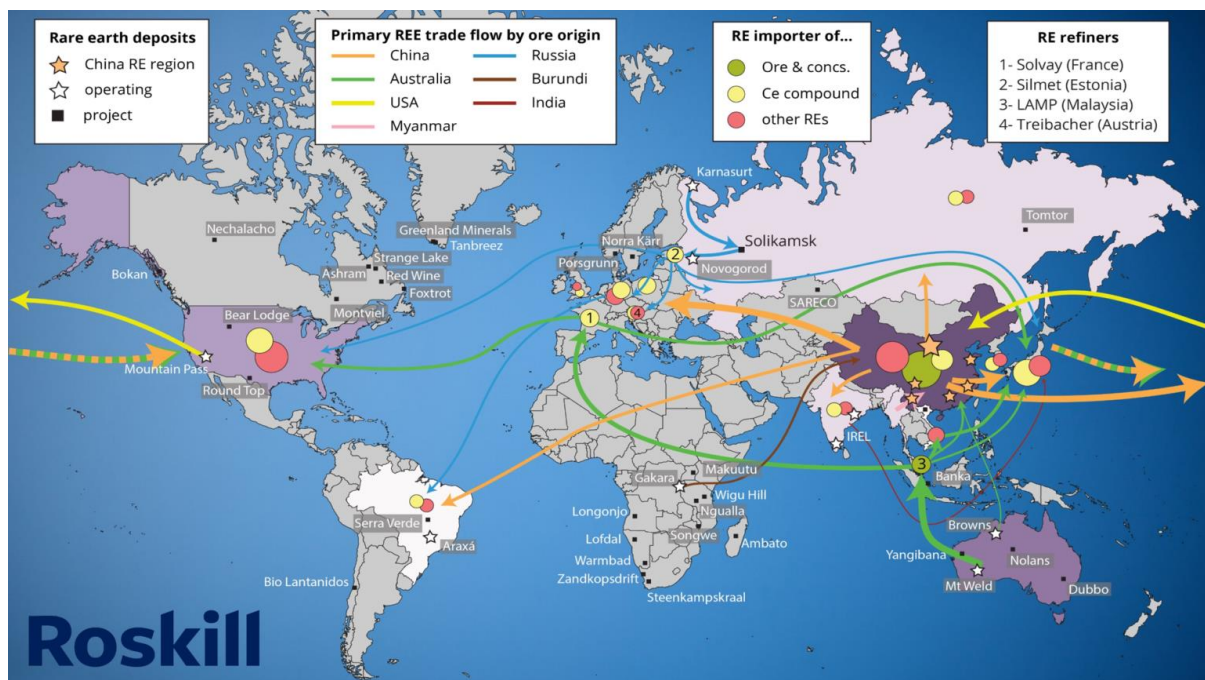 Rare earth deposits
China RE region
operating
project
Primary REE trade flow by ore origin
China
Australia
USA
Myanmar
Russia
Burundi
India
RE importer of...
Ore & concs.
Ce compound
other REs
RE refiners
1- Solvay (France)
2- Silmet (Estonia)
3- LAMP (Malaysia)
4- Treibacher (Austria)
Karnasurt
Nechalacho
Greenland Minerals
Tanbreez
Tomtor
Norra Kärr
Solikamsk
Bokan
Strange Lake
Porsgrunn
2
Novogorod
Ashram
Red Wine
Foxtrot
SARECO
Montviel
Bear Lodge
1
4
Mountain Pass
Round Top
IREL
3
Makuutu
Gakara
Banka
Wigu Hill
Serra Verde
Longonjo
Ngualla
Browns
Songwe
Araxá
Lofdal
Ambato
Yangibana
Nolans
Warmbad
Bio Lantanidos
Zandkopsdrift
Mt Weld
Dubbo
Steenkampskraal
Roskill